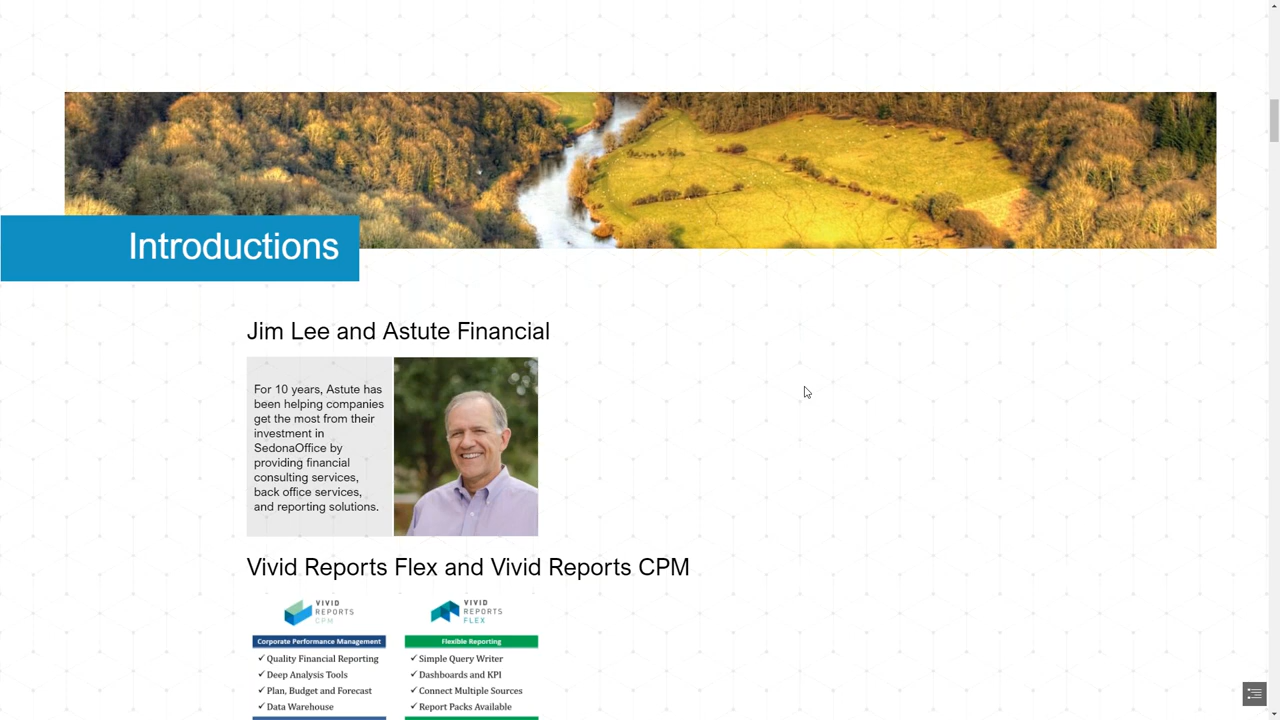 Introductions
Jim Lee and Astute Financial
For 10 years, Astute has
been helping companies
get the most from their
investment in
SedonaOffice by
providing financial
consulting services,
back office services,
and reporting solutions.
Vivid Reports Flex and Vivid Reports CPM
VIVID
REPORTS
CPM
Corporate Performance Management
✓ Quality Financial Reporting
✓ Deep Analysis Tools
✓ Plan, Budget and Forecast
✓ Data Warehouse
VIVID
REPORTS
FLEX
Flexible Reporting
✓ Simple Query Writer
✓ Dashboards and KPI
✓ Connect Multiple Sources
✓ Report Packs Available